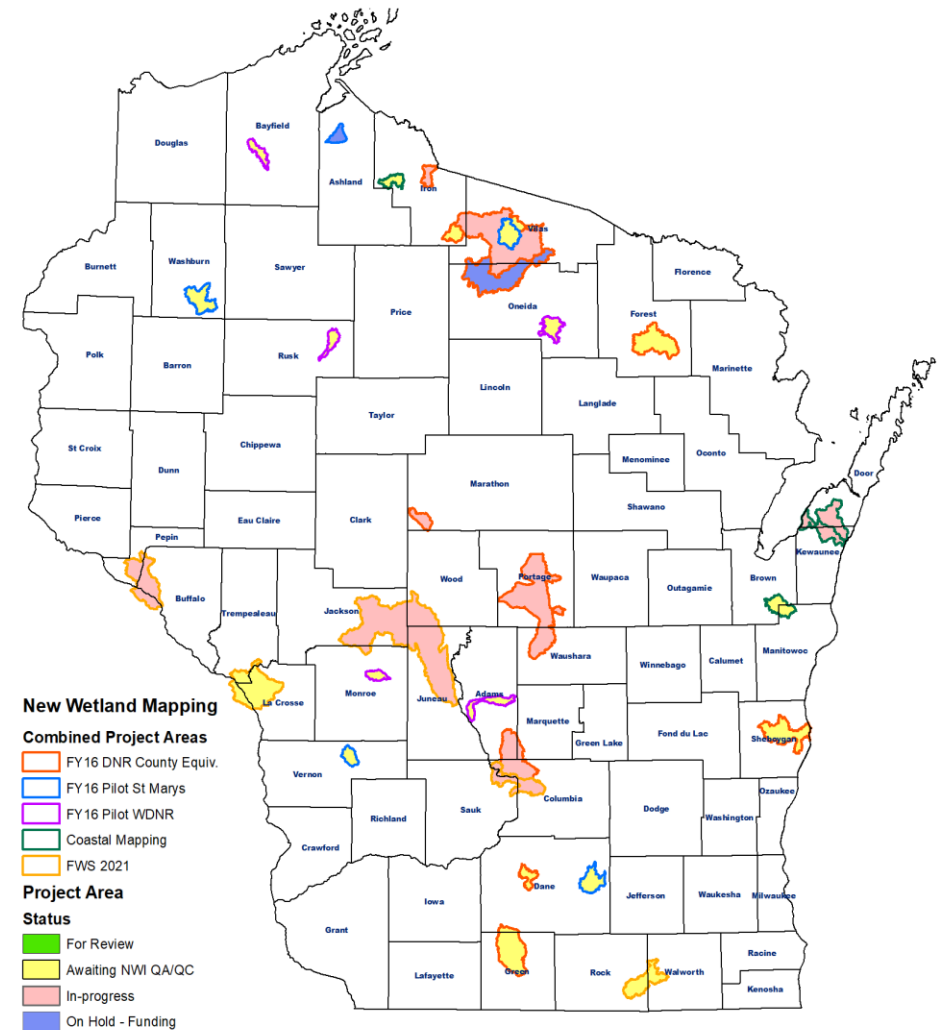 Bayfield
Douglas
Ashland
Iron
Vilas
Burnett
Washburn
Sawyer
Florence
Price
Oneida
Forest
Polk
Barron
Rusk
Marinette
Lincoln
Taylor
Langlade
St Croix
Chippewa
Menominee
Oconto
Dunn
Door
Marathon
Shawano
Pierce
Eau Claire
Clark
Pepin
Kewaunee
Wood
Portage
Waupaca
Outagamie
Brown
Buffalo
Trempealeau
Jackson
Waushara
Winnebago
Calumet
Manitowoc
Monroe
Juneau
Adams
La Crosse
Marquette
Green Lake
Fond du Lac
Sheboygan
Vernon
Columbia
Sauk
Dodge
Ozaukee
Washington
Richland
Crawford
Dane
Iowa
Jefferson
Waukesha
Milwaukee
Grant
Lafayette
Green
Rock
Walworth
Racine
Kenosha
New Wetland Mapping
Combined Project Areas
FY16 DNR County Equiv.
FY16 Pilot St Marys
FY16 Pilot WDNR
Coastal Mapping
FWS 2021
Project Area
Status
For Review
Awaiting NWI QA/QC
In-progress
On Hold - Funding